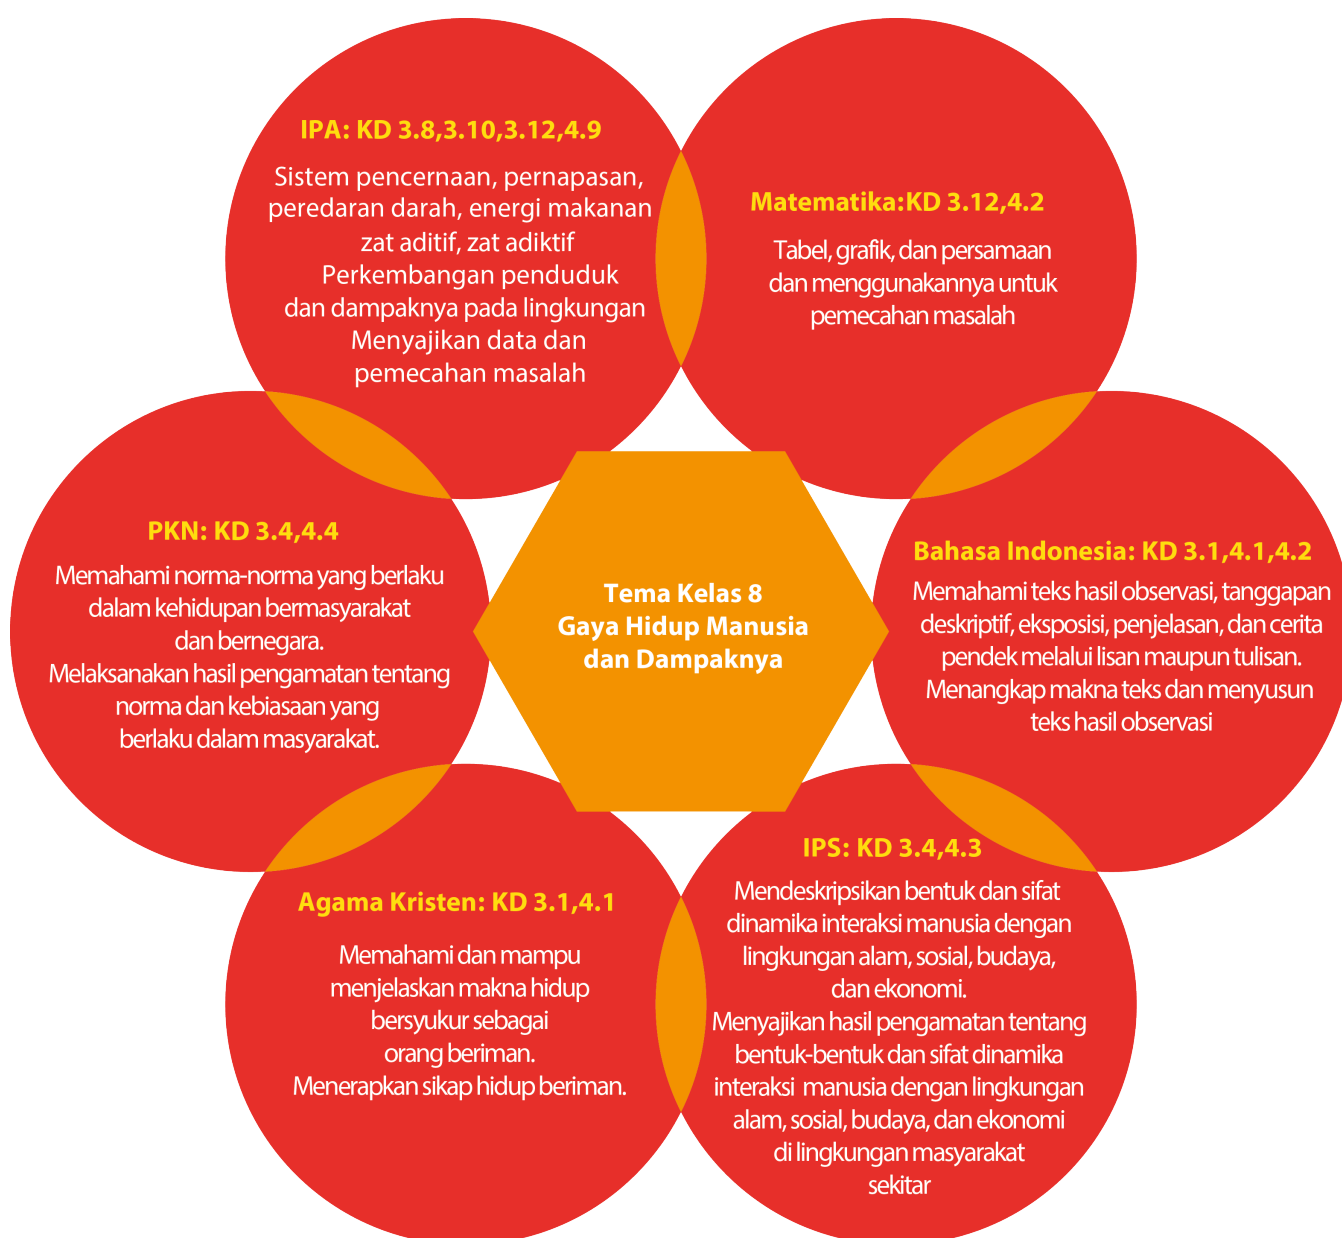 IPA: KD 3.8,3.10,3.12,4.9
Sistem pencernaan, pernapasan,
peredaran darah, energi makanan
zat aditif, zat adiktif
Perkembangan penduduk
dan dampaknya pada lingkungan
Menyajikan data dan
pemecahan masalah
Matematika:KD 3.12,4.2
Tabel, grafik, dan persamaan
dan menggunakannya untuk
pemecahan masalah
PKN: KD 3.4,4.4
Memahami norma-norma yang berlaku
dalam kehidupan bermasyarakat
dan bernegara.
Melaksanakan hasil pengamatan tentang
norma dan kebiasaan yang
berlaku dalam masyarakat.
Tema Kelas 8
Gaya Hidup Manusia
dan Dampaknya
Bahasa Indonesia: KD 3.1,4.1,4.2
Memahami teks hasil observasi, tanggapan
deskriptif, eksposisi, penjelasan, dan cerita
pendek melalui lisan maupun tulisan.
Menangkap makna teks dan menyusun
teks hasil observasi
Agama Kristen: KD 3.1,4.1
Memahami dan mampu
menjelaskan makna hidup
bersyukur sebagai
orang beriman.
Menerapkan sikap hidup beriman.
IPS: KD 3.4,4.3
Mendeskripsikan bentuk dan sifat
dinamika interaksi manusia dengan
lingkungan alam, sosial, budaya,
dan ekonomi.
Menyajikan hasil pengamatan tentang
bentuk-bentuk dan sifat dinamika
interaksi manusia dengan lingkungan
alam, sosial, budaya, dan ekonomi
di lingkungan masyarakat
sekitar